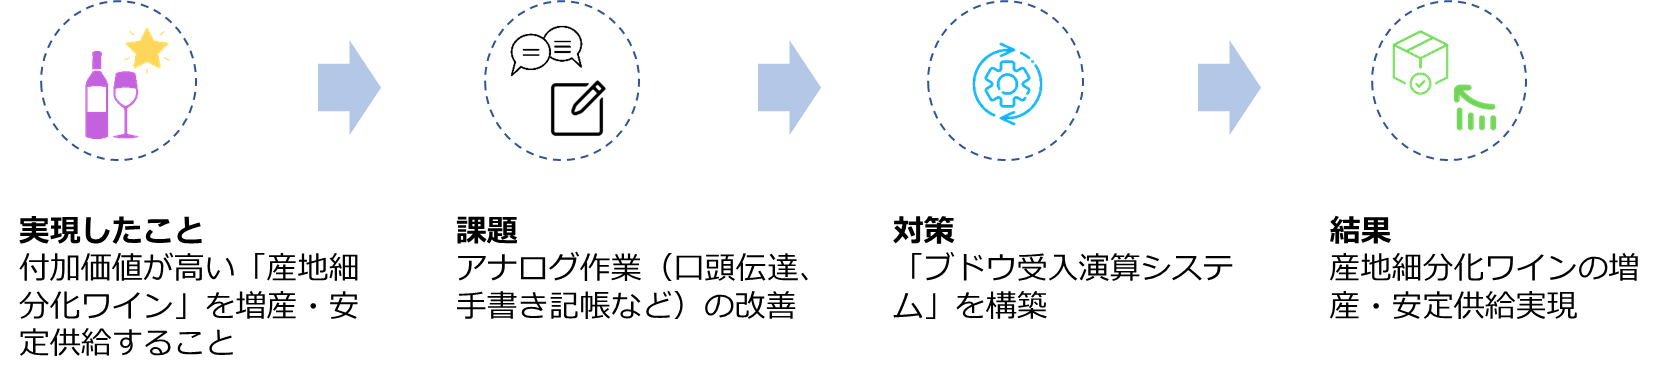 実現したこと
付加価値が高い「産地細
分化ワイン」を増産・安
定供給すること
課題
アナログ作業（口頭伝達、
手書き記帳など）の改善
対策
「ブドウ受入演算システ
ム」を構築
結果
産地細分化ワインの増
産・安定供給実現